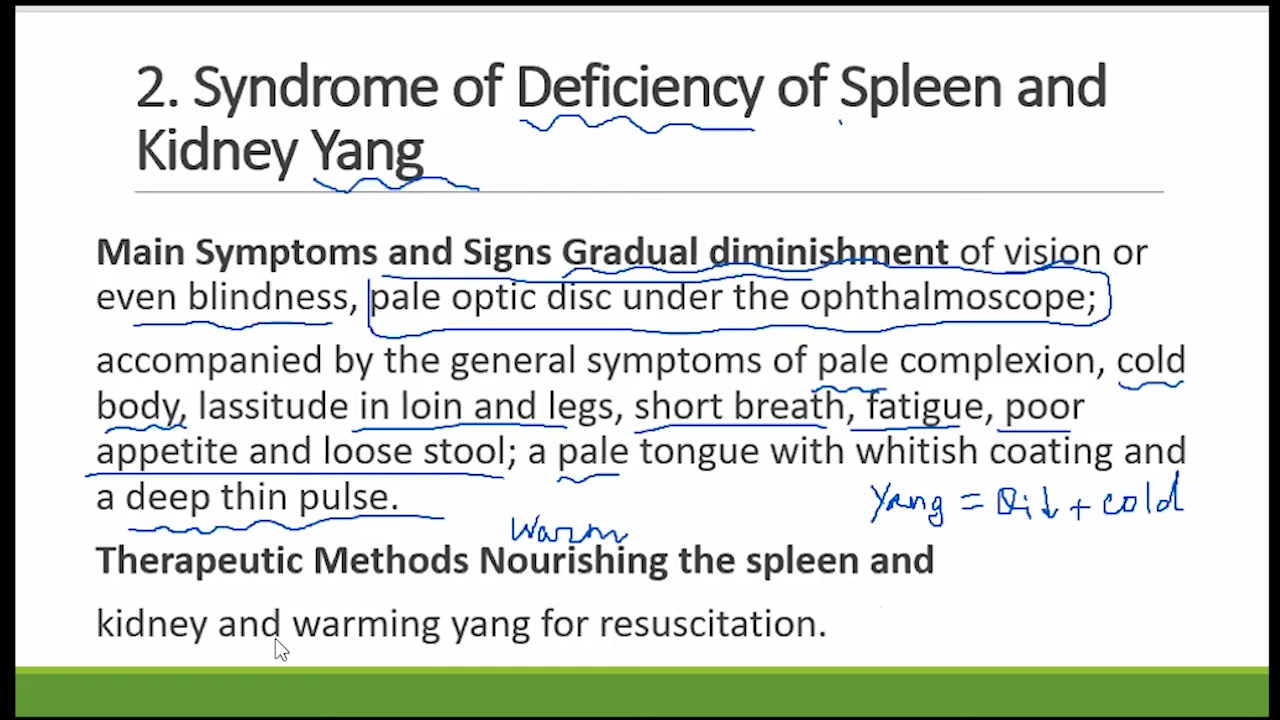 2. Syndrome of Deficiency of Spleen and
Kidney Yang
Main Symptoms and Signs Gradual diminishment of vision or
even blindness, pale optic disc under the ophthalmoscope;
accompanied by the general symptoms of pale complexion, cold
body, lassitude in loin and legs, short breath, fatigue, poor
appetite and loose stool; a pale tongue with whitish coating and
a deep thin pulse.
Yang = Qi↓ + cold
Warm
Therapeutic Methods Nourishing the spleen and
kidney and warming yang for resuscitation.